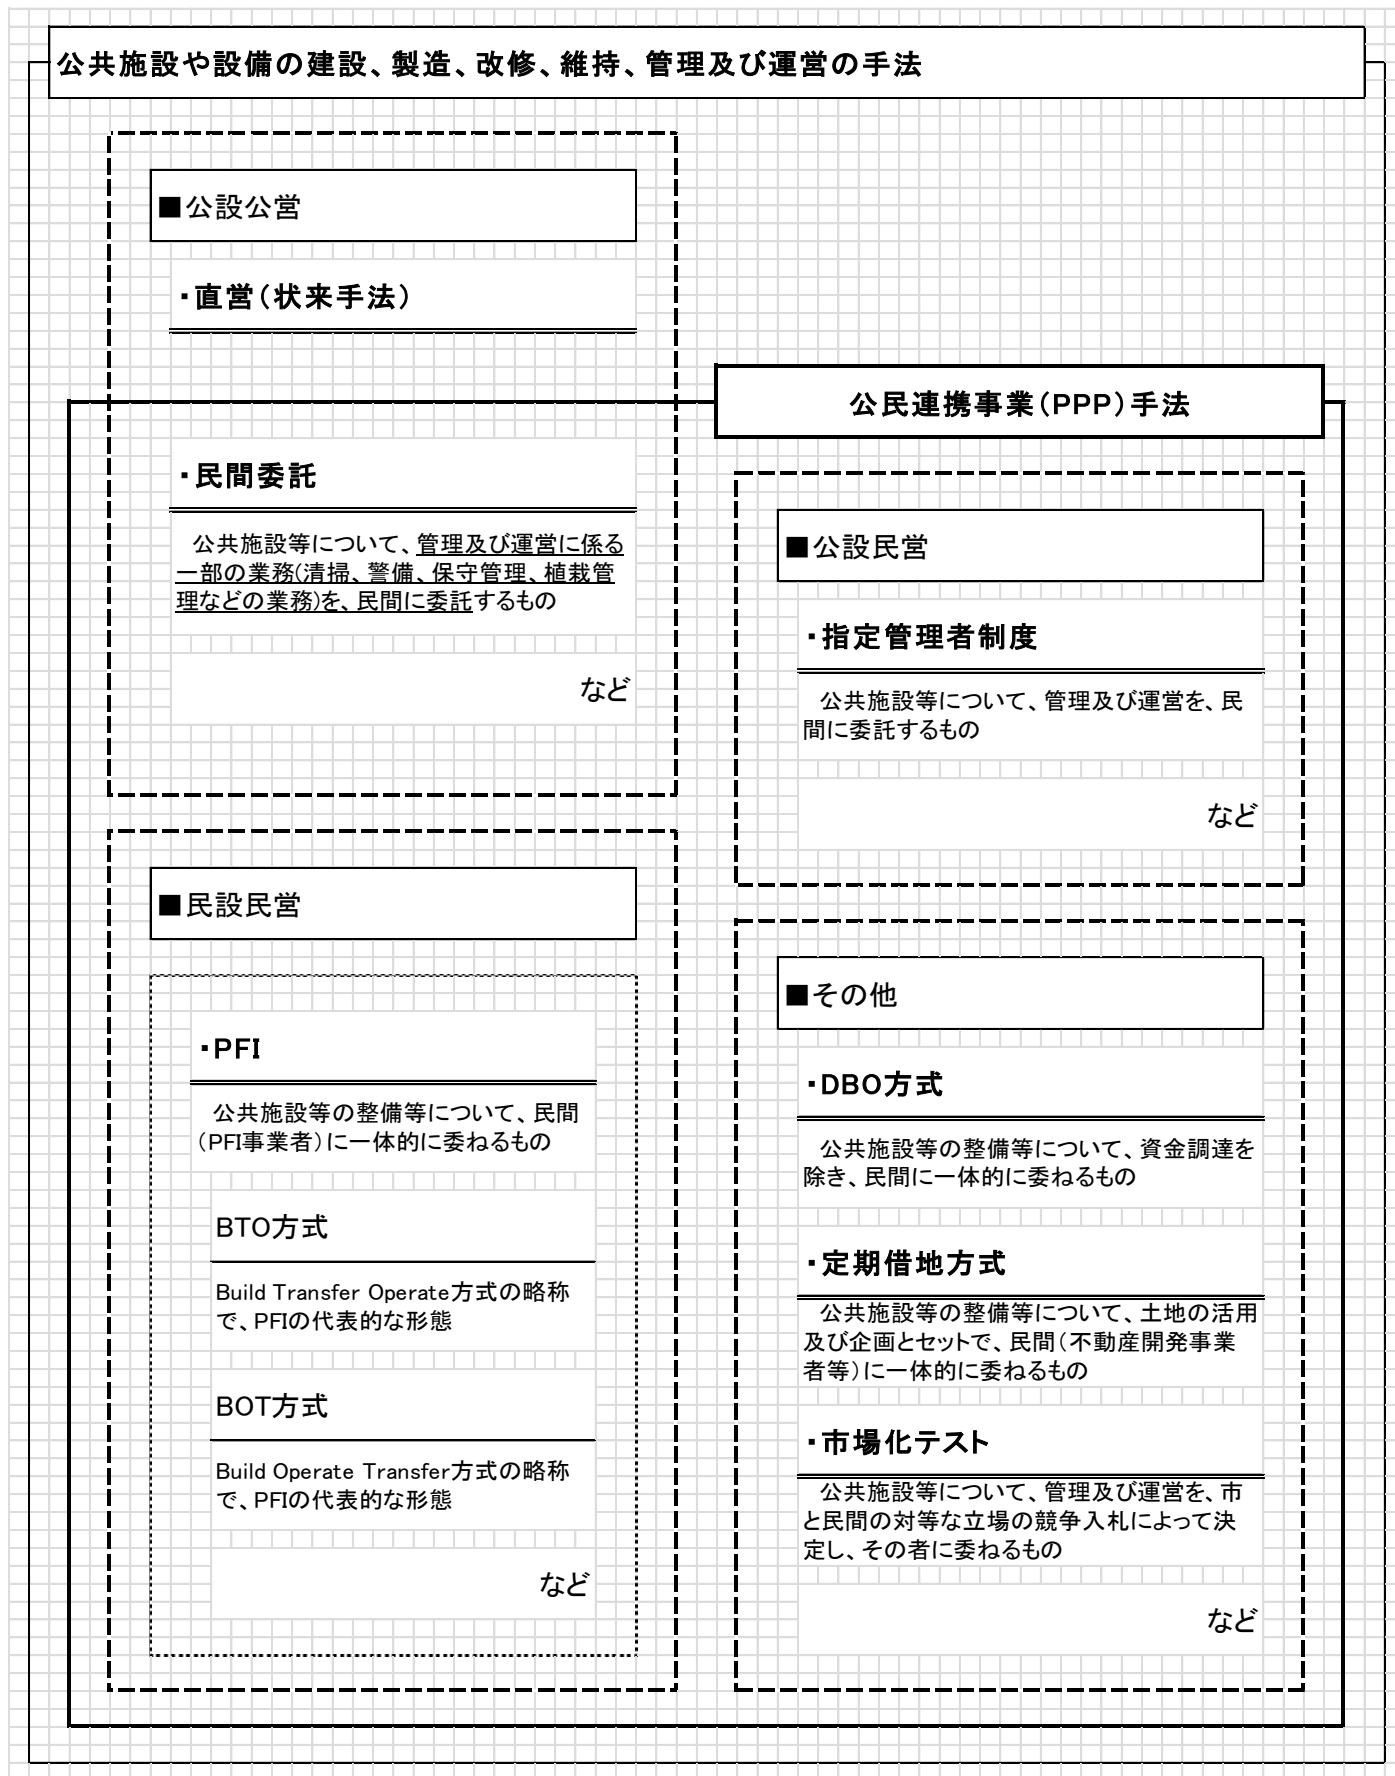 公共施設や設備の建設、製造、改修、維持、管理及び運営の手法
■公設公営
・直営（状来手法）
・民間委託
公共施設等について、管理及び運営に係る
一部の業務(清掃、警備、保守管理、植栽管
理などの業務)を、民間に委託するもの
など
公民連携事業（PPP）手法
■公設民営
・指定管理者制度
公共施設等について、管理及び運営を、民
間に委託するもの
など
■民設民営
・PFI
公共施設等の整備等について、民間
（PFI事業者）に一体的に委ねるもの
BTO方式
Build Transfer Operate方式の略称
で、PFIの代表的な形態
BOT方式
Build Operate Transfer方式の略称
で、PFIの代表的な形態
など
■その他
・DBO方式
公共施設等の整備等について、資金調達を
除き、民間に一体的に委ねるもの
・定期借地方式
公共施設等の整備等について、土地の活用
及び企画とセットで、民間（不動産開発事業
者等）に一体的に委ねるもの
・市場化テスト
公共施設等について、管理及び運営を、市
と民間の対等な立場の競争入札によって決
定し、その者に委ねるもの
など